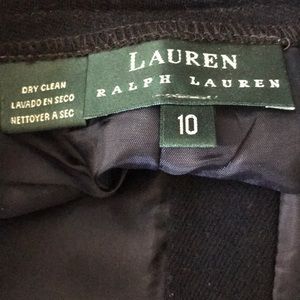 LAUREN
RALPH LAUREN
DRY CLEAN
LAVADO EN SECO
NETTOYER A SEC
10